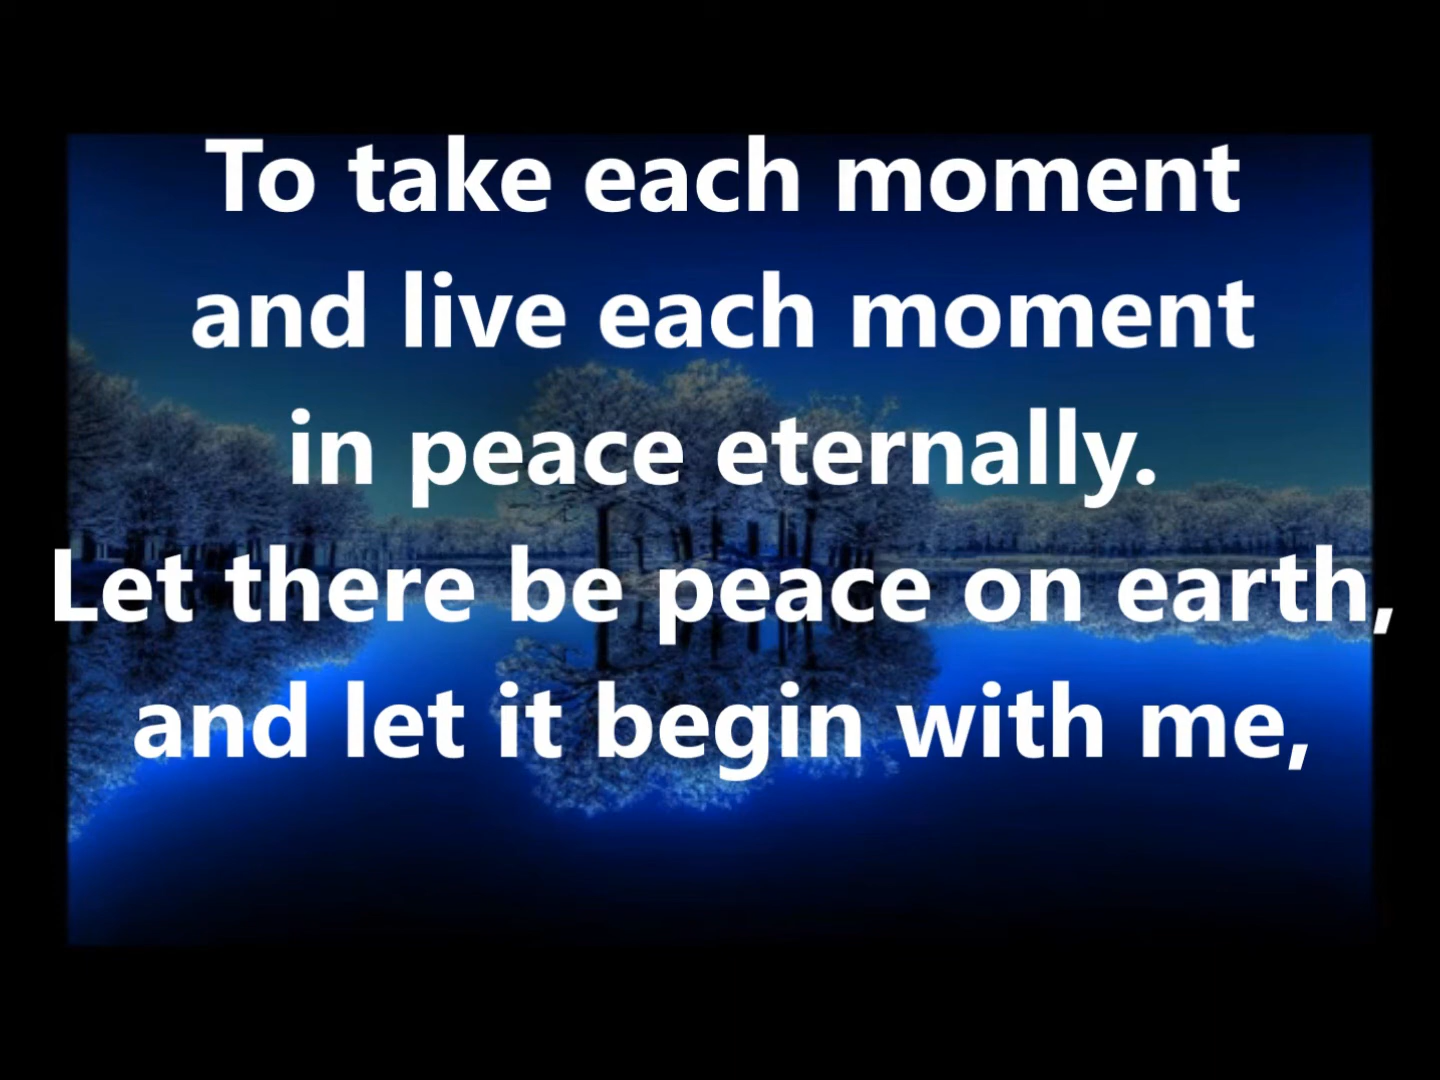 To take each moment
and live each moment
in peace eternally.
Let there be peace on earth,
and let it begin with me,